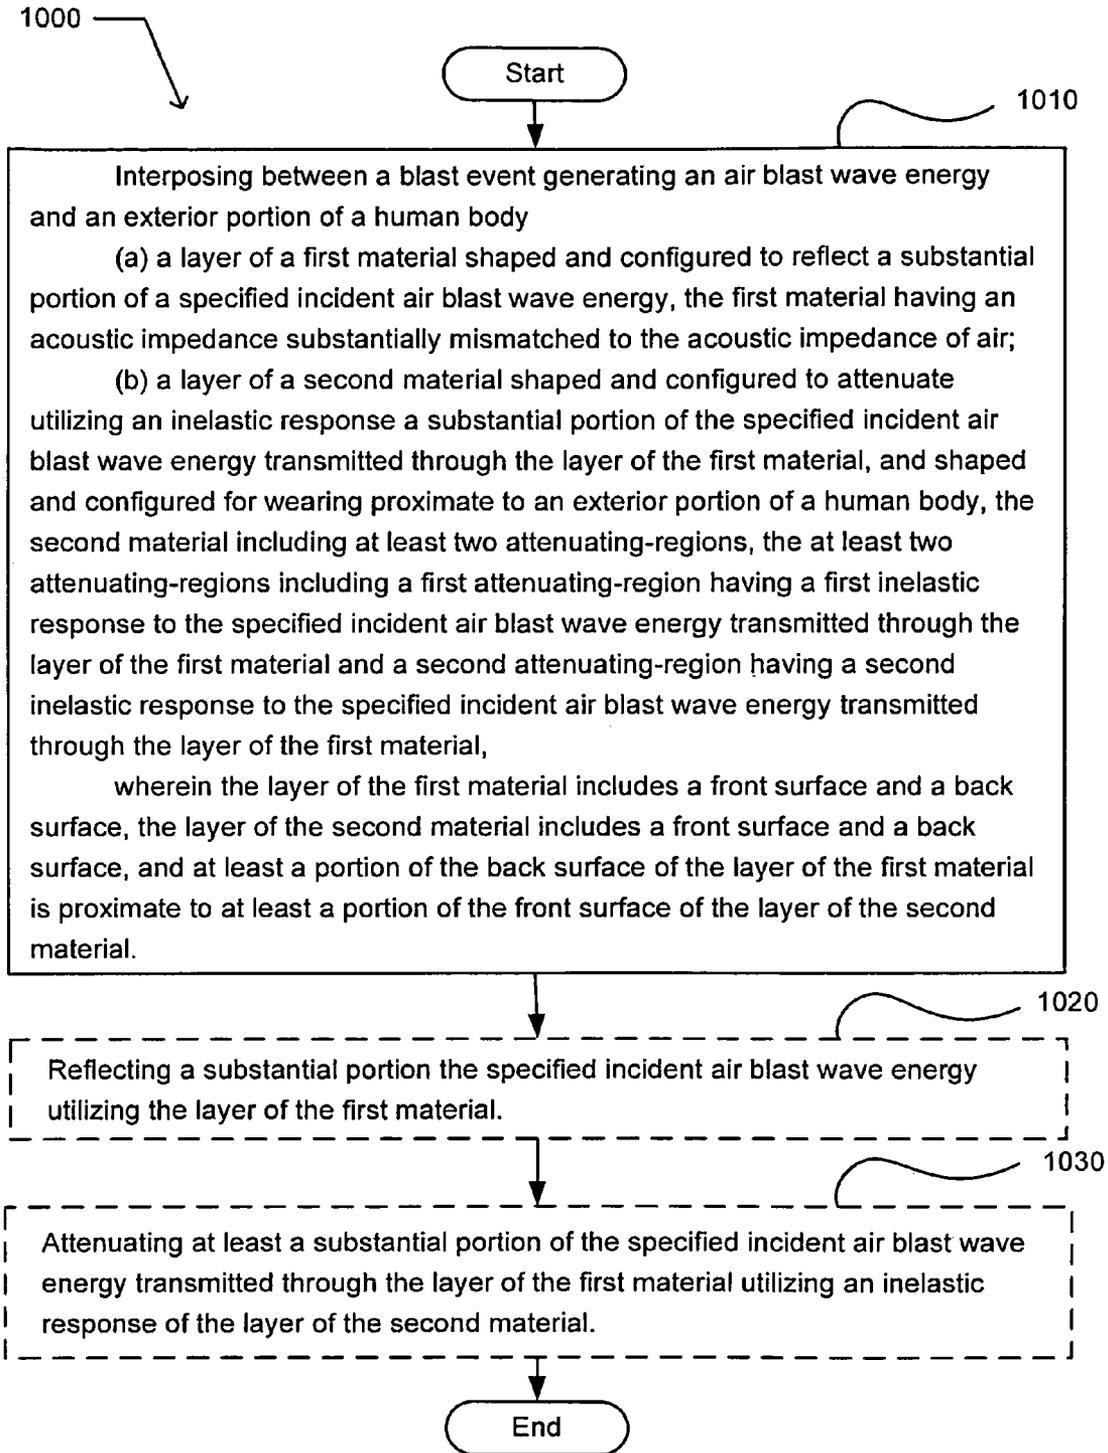 1000
Start
1010
Interposing between a blast event generating an air blast wave energy
and an exterior portion of a human body
(a) a layer of a first material shaped and configured to reflect a substantial
portion of a specified incident air blast wave energy, the first material having an
acoustic impedance substantially mismatched to the acoustic impedance of air;
(b) a layer of a second material shaped and configured to attenuate
utilizing an inelastic response a substantial portion of the specified incident air
blast wave energy transmitted through the layer of the first material, and shaped
and configured for wearing proximate to an exterior portion of a human body, the
second material including at least two attenuating-regions, the at least two
attenuating-regions including a first attenuating-region having a first inelastic
response to the specified incident air blast wave energy transmitted through the
layer of the first material and a second attenuating-region having a second
inelastic response to the specified incident air blast wave energy transmitted
through the layer of the first material,
wherein the layer of the first material includes a front surface and a back
surface, the layer of the second material includes a front surface and a back
surface, and at least a portion of the back surface of the layer of the first material
is proximate to at least a portion of the front surface of the layer of the second
material.
1020
Reflecting a substantial portion the specified incident air blast wave energy
utilizing the layer of the first material.
1030
Attenuating at least a substantial portion of the specified incident air blast wave
energy transmitted through the layer of the first material utilizing an inelastic
response of the layer of the second material.
End